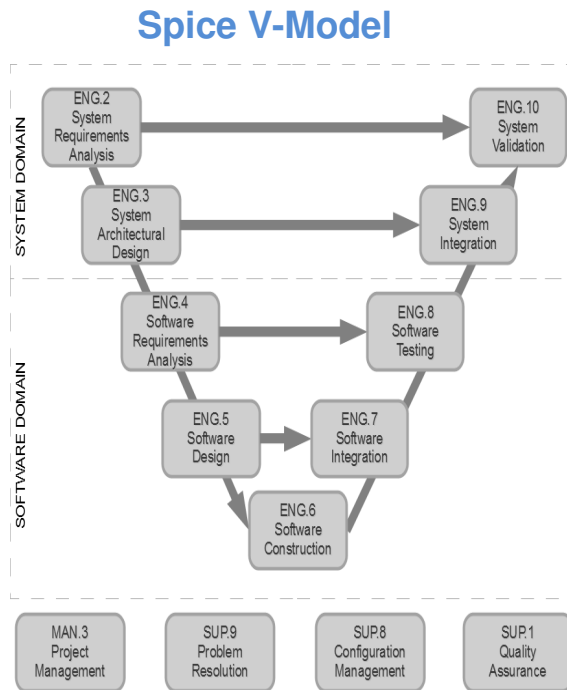 Spice V-Model
SYSTEM DOMAIN
ENG.2
System
Requirements
Analysis
ENG.10
System
Validation
ENG.3
System
Architectural
Design
ENG.9
System
Integration
SOFTWARE DOMAIN
ENG.4
Software
Requirements
Analysis
ENG.8
Software
Testing
ENG.5
Software
Design
ENG.7
Software
Integration
ENG.6
Software
Construction
MAN.3
Project
Management
SUP.9
Problem
Resolution
SUP.8
Configuration
Management
SUP.1
Quality
Assurance